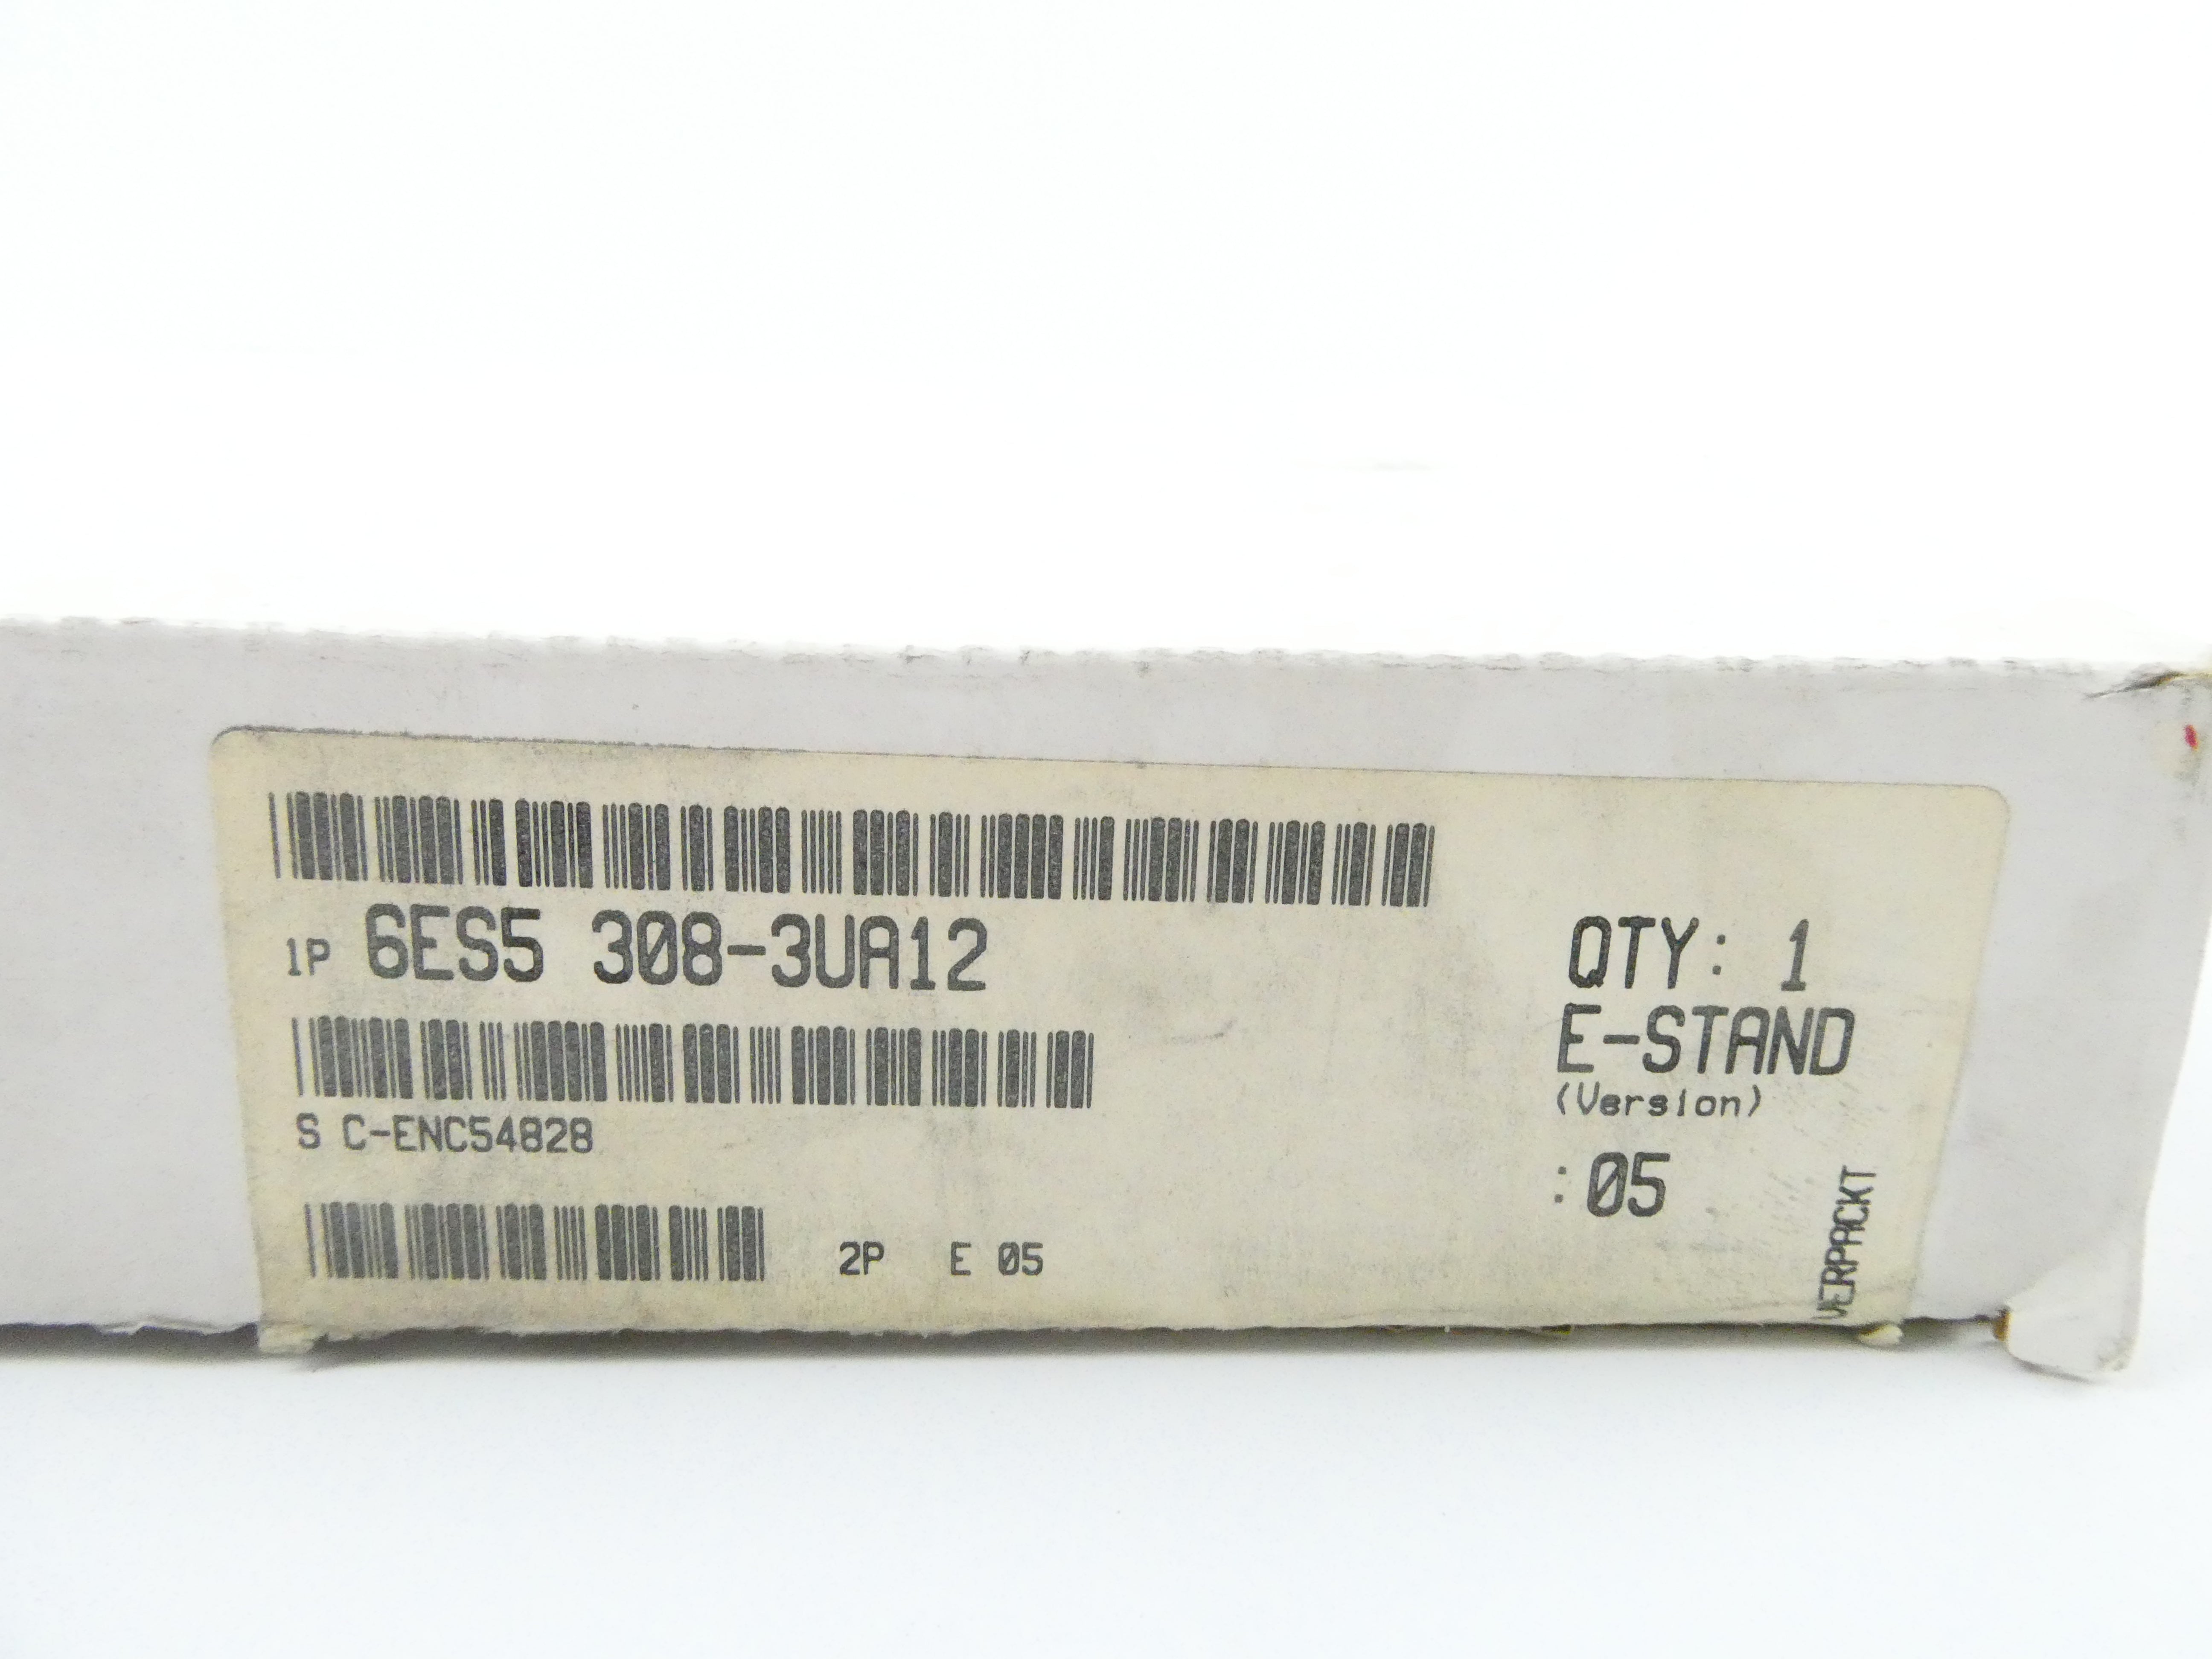 1P 6ES5 308-3UA12
S C-ENC54828
2P E 05
QTY: 1
E-STAND
(Version)
:05
VERPACKT